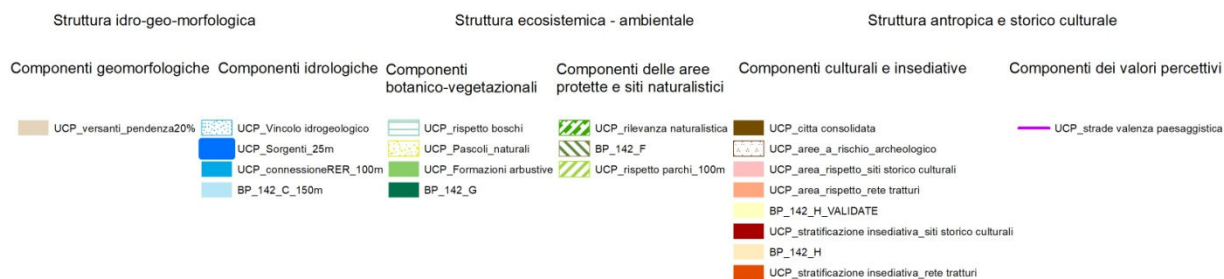 Struttura idro-geo-morfologica
Struttura ecosistemica - ambientale
Struttura antropica e storico culturale
Componenti geomorfologiche
UCP_versanti_pendenza20%
Componenti idrologiche
UCP_Vincolo idrogeologico
UCP_Sorgenti_25m
UCP_connessioneRER_100m
BP_142_C_150m
Componenti
botanico-vegetazionali
UCP_rispetto boschi
UCP_Pascoli_naturali
UCP_Formazioni arbustive
BP_142_G
Componenti delle aree
protette e siti naturalistici
UCP_rilevanza naturalistica
BP_142_F
UCP_rispetto parchi_100m
Componenti culturali e insediative
UCP_citta consolidata
UCP_aree_a_rischio_archeologico
UCP_area_rispetto_siti storico culturali
UCP_area_rispetto_rete tratturi
BP_142_H_VALIDATE
UCP_stratificazione insediativa_siti storico culturali
BP_142_H
UCP_stratificazione insediativa_rete tratturi
Componenti dei valori percettivi
UCP_strade valenza paesaggistica